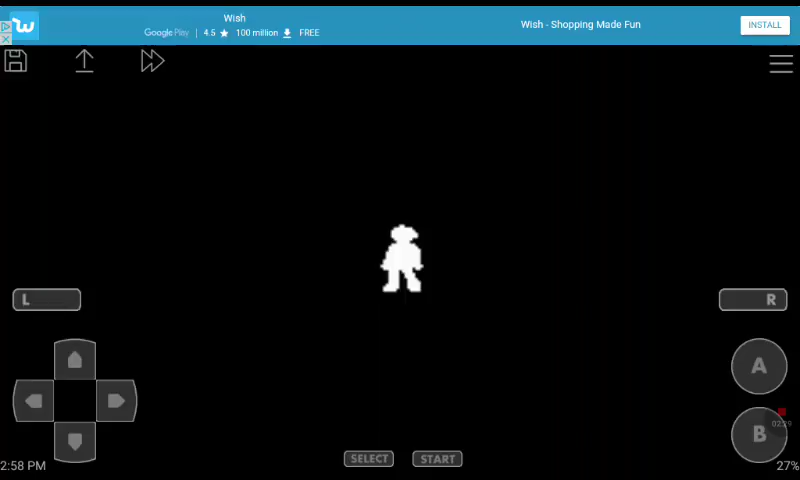 Wish
Google Play | 4.5 ★ 100 million FREE
Wish - Shopping Made Fun
INSTALL
L
R
A
B
02:29
SELECT
START
2:58 PM
27%